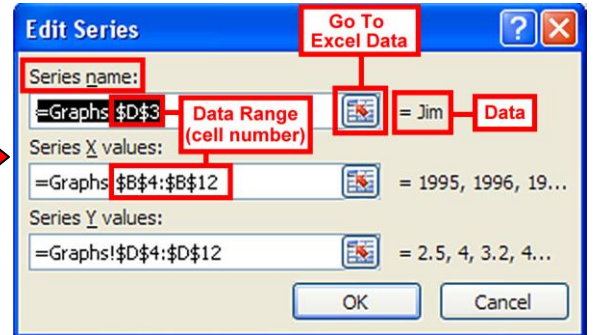 Edit Series
Go To
Excel Data
Series name:
=Graphs $D$3
Data Range
(cell number)
= Jim
Data
Series X values:
=Graphs $B$4:$B$12
= 1995, 1996, 19...
Series Y values:
=Graphs!$D$4:$D$12
= 2.5, 4, 3.2, 4...
OK
Cancel